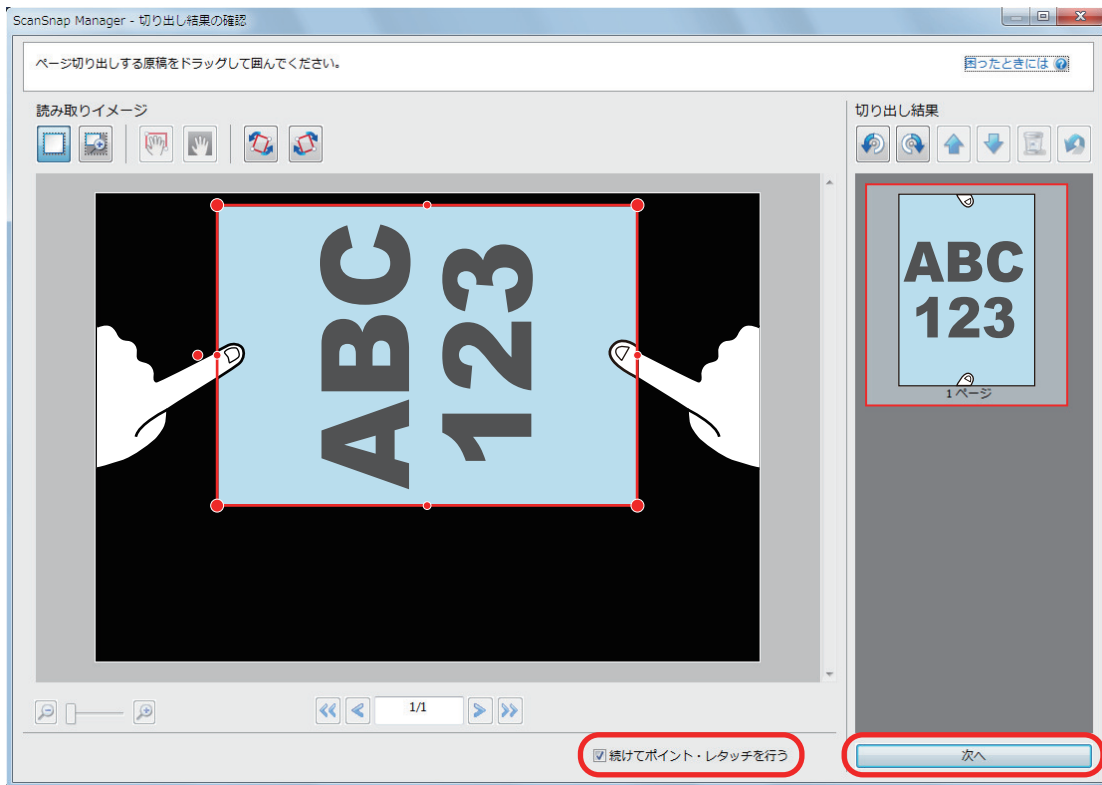 ScanSnap Manager - 切り出し結果の確認
ページ切り出しする原稿をドラッグして囲んでください。
困ったときには ?
読み取りイメージ
切り出し結果
ABC
123
ABC
123
1 ページ
1/1
続けてポイント・レタッチを行う
次へ